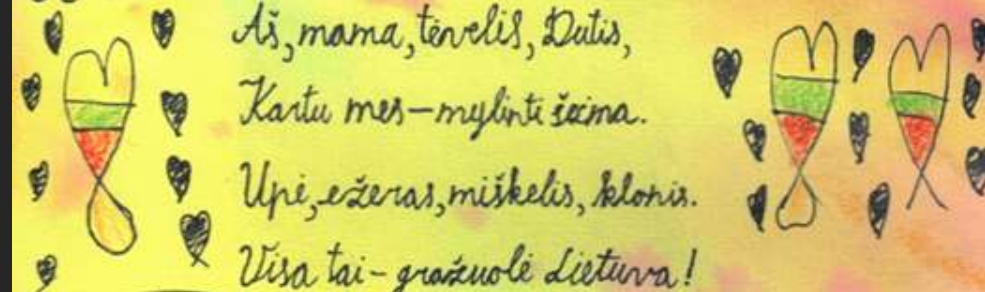 Aš, mama, tėvelis, Dutis,
Kartu mes – mylinti šeima.
Upė, ežeras, miškelis, klonis.
Visa tai – gražuolė Lietuva!